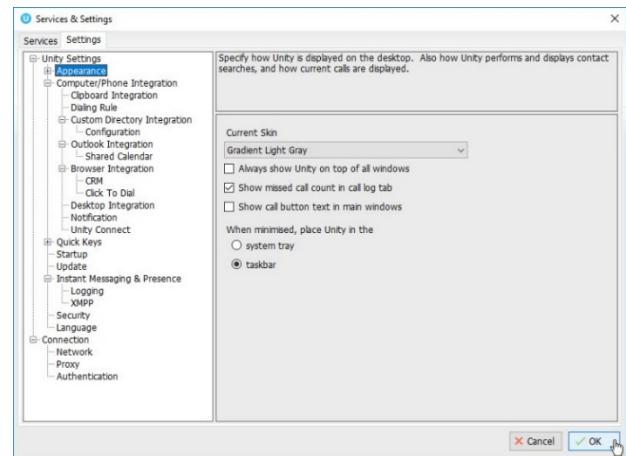 Services & Settings
Services Settings
Unity Settings
Appearance
Computer/Phone Integration
Clipboard Integration
Dialing Rule
Custom Directory Integration
Configuration
Outlook Integration
Shared Calendar
Browser Integration
CRM
Click To Dial
Desktop Integration
Notification
Unity Connect
Quick Keys
Startup
Update
Instant Messaging & Presence
Logging
XMPP
Security
Language
Connection
Network
Proxy
Authentication
Specify how Unity is displayed on the desktop. Also how Unity performs and displays contact
searches, and how current calls are displayed.
Current Skin
Gradient Light Gray
Always show Unity on top of all windows
Show missed call count in call log tab
Show call button text in main windows
When minimised, place Unity in the
system tray
taskbar
Cancel OK